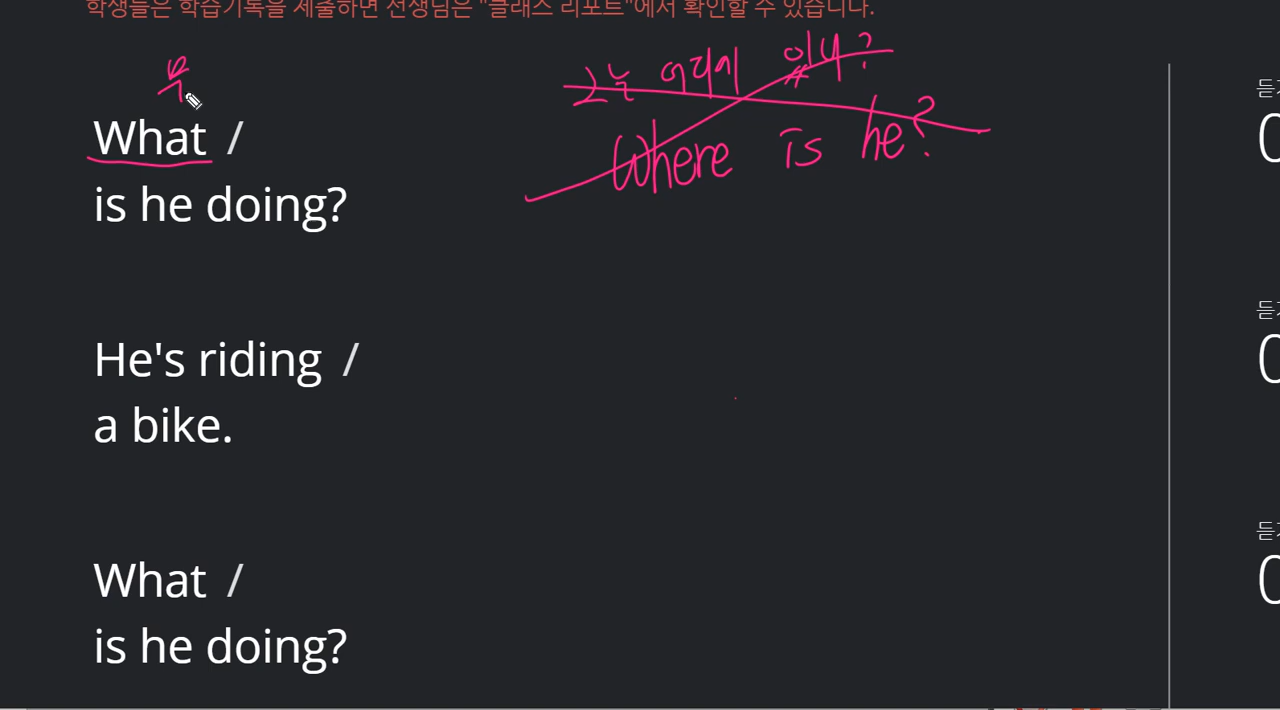 학생들은 학습기록을 제출하면 선생님은 "클래스 리포트"에서 확인할 수 있습니다.
무
그는 어디에 있니?
Where is he?
What /
is he doing?
He's riding /
a bike.
What /
is he doing?